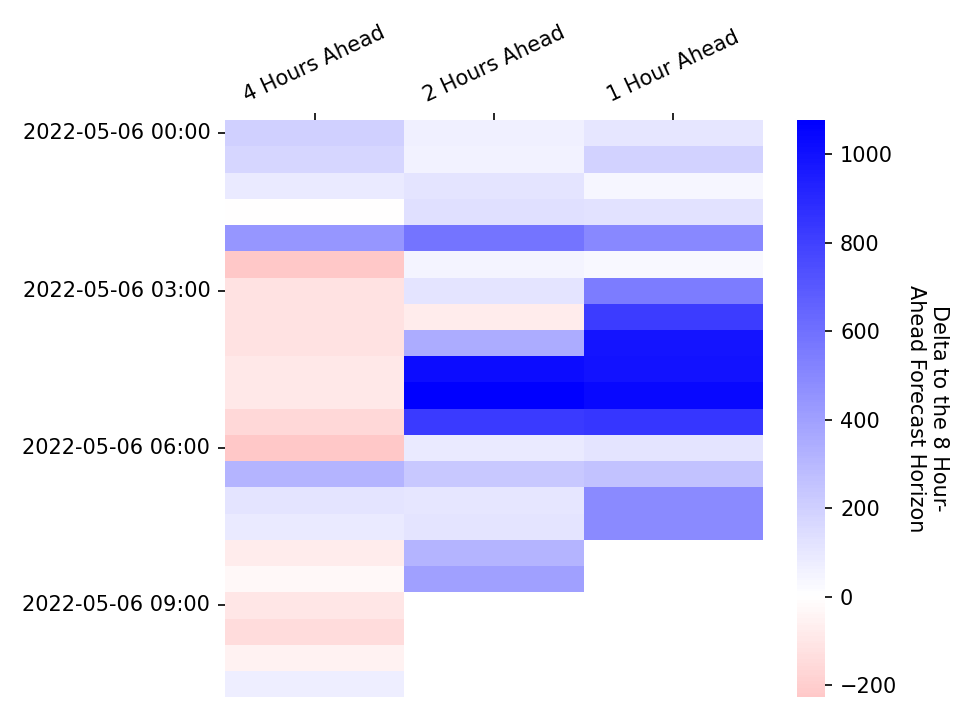 4 Hours Ahead
2 Hours Ahead
1 Hour Ahead
2022-05-06 00:00
2022-05-06 03:00
2022-05-06 06:00
2022-05-06 09:00
1000
800
600
400
200
0
−200
Delta to the 8 Hour-
Ahead Forecast Horizon